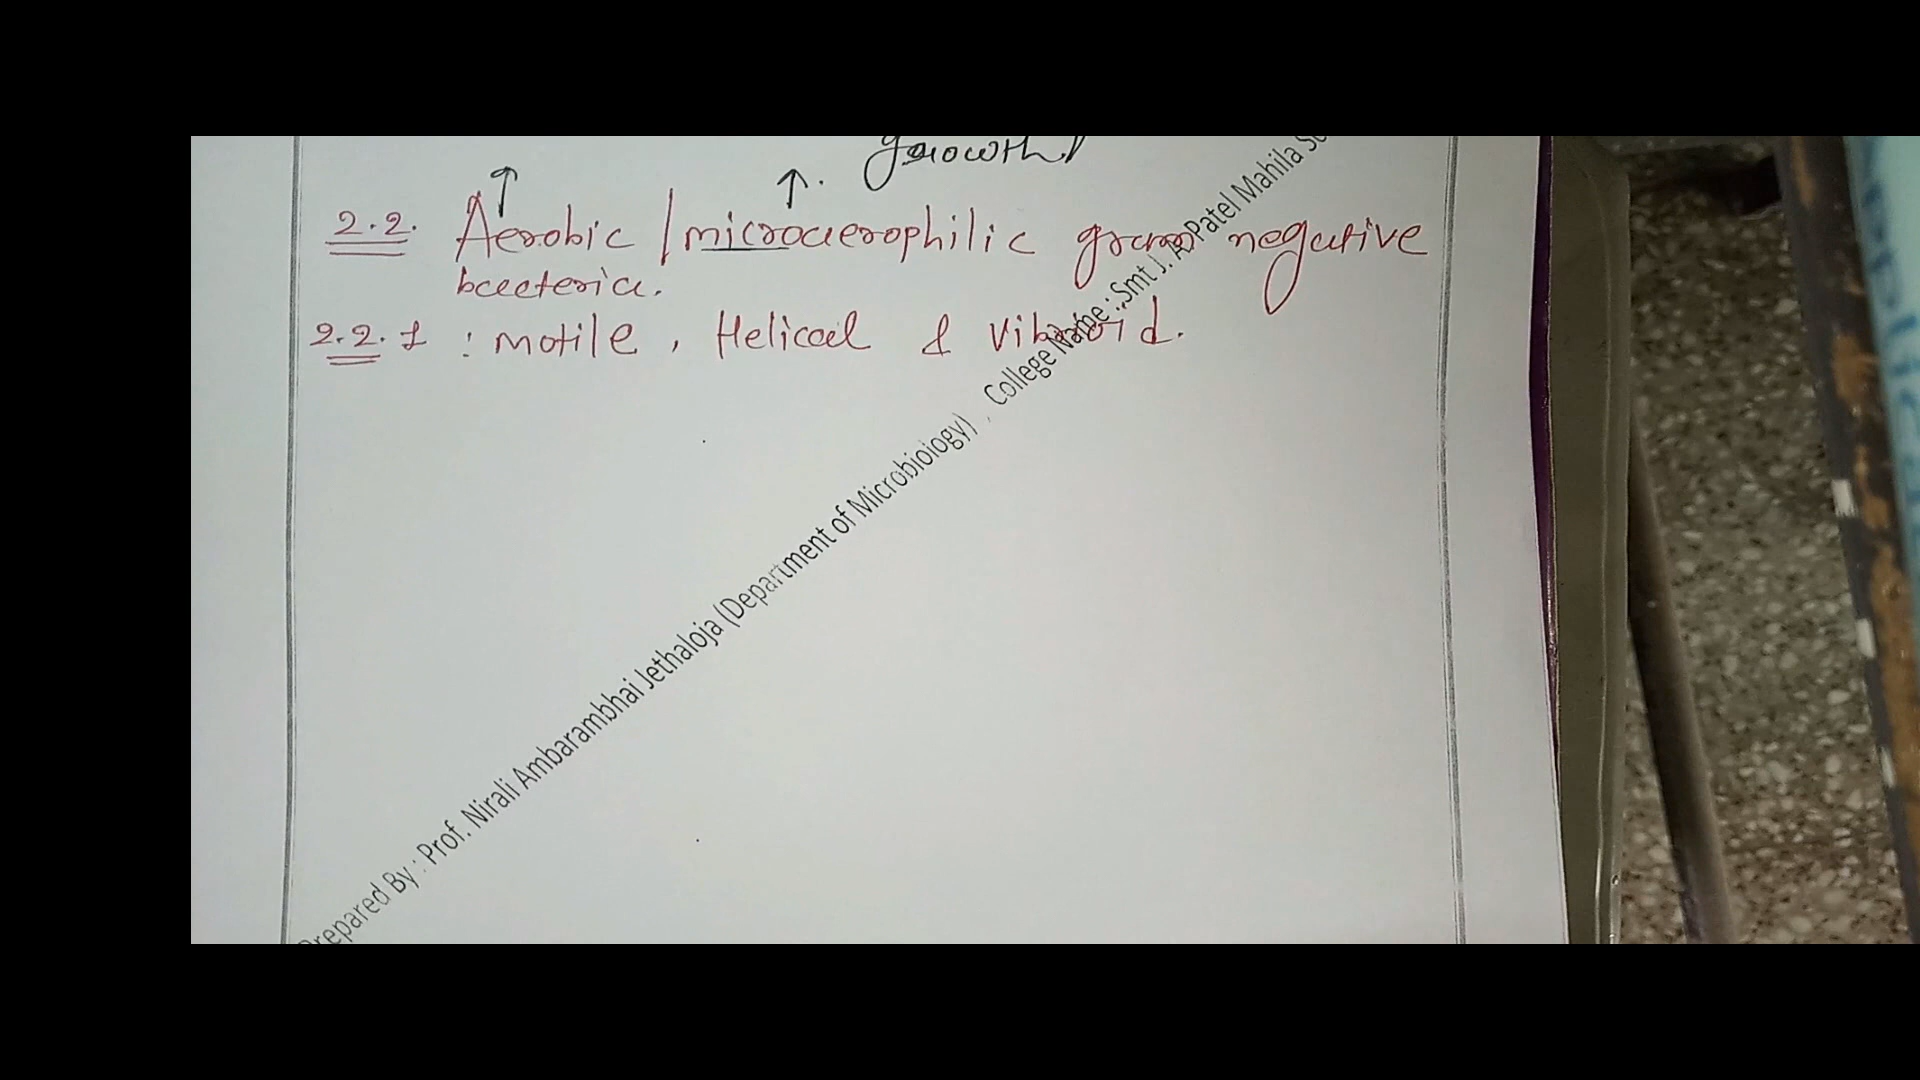 growth.)
↑ ↑.
2.2. Aerobic / microaerophilic gram negative
bacteria.
2.2.1 : motile, Helical & vibroid.
Prepared By : Prof. Nirali Ambarambhai Jethaloja (Department of Microbiology) , College Name : Smt J. A. Patel Mahila